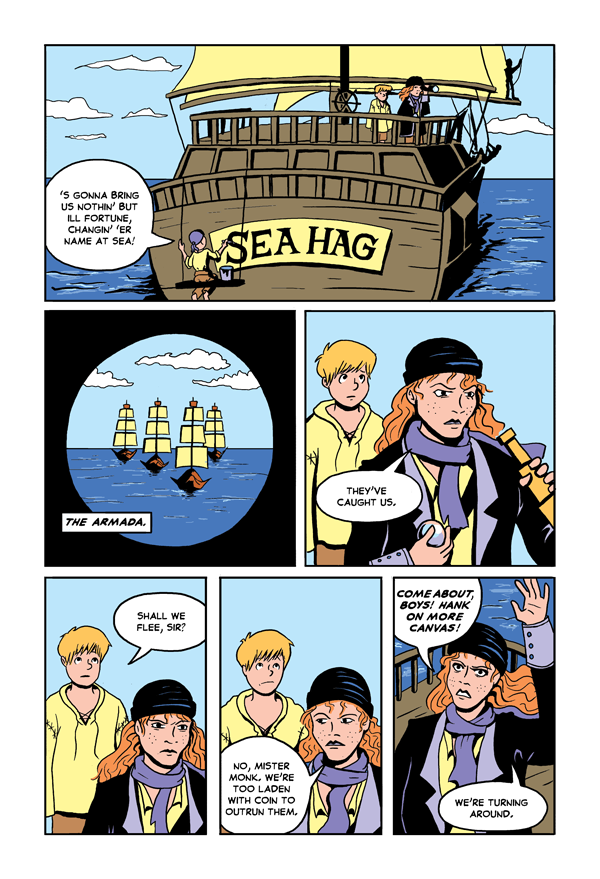 'S GONNA BRING
US NOTHIN' BUT
ILL FORTUNE,
CHANGIN' 'ER
NAME AT SEA!
SEA HAG
THE ARMADA.
THEY'VE
CAUGHT US.
SHALL WE
FLEE, SIR?
NO, MISTER
MONK. WE'RE
TOO LADEN
WITH COIN TO
OUTRUN THEM.
COME ABOUT,
BOYS! HANK
ON MORE
CANVAS!
WE'RE TURNING
AROUND.